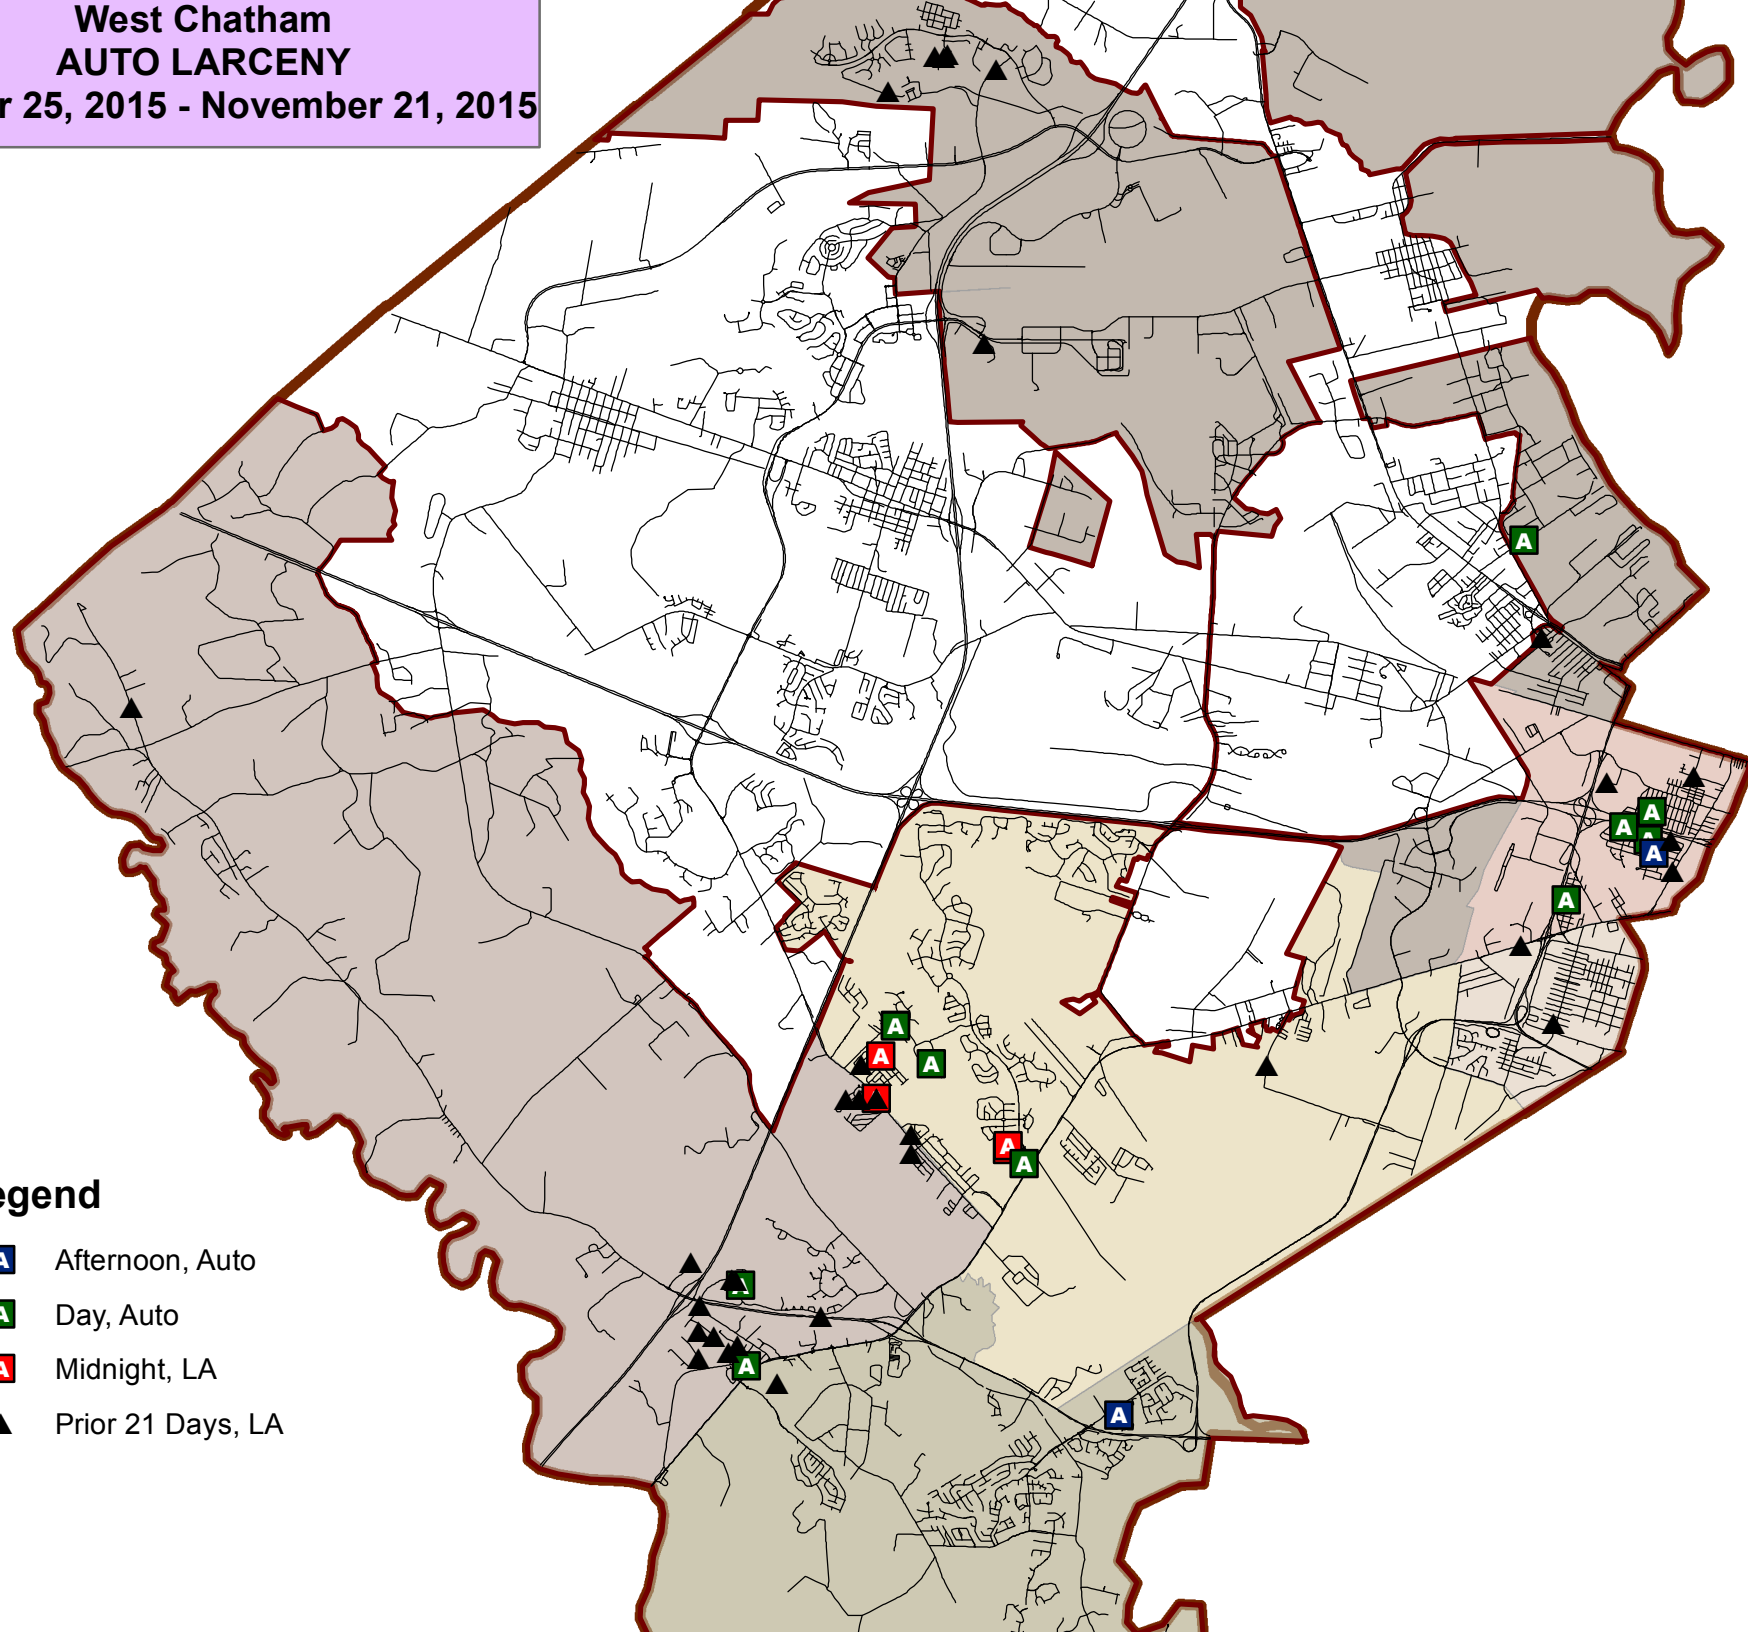 West Chatham
AUTO LARCENY
r 25, 2015 - November 21, 2015
A
A
A
A
A
A
A
A
A
A
A
A
A
A
egend
A Afternoon, Auto
A Day, Auto
A Midnight, LA
Prior 21 Days, LA